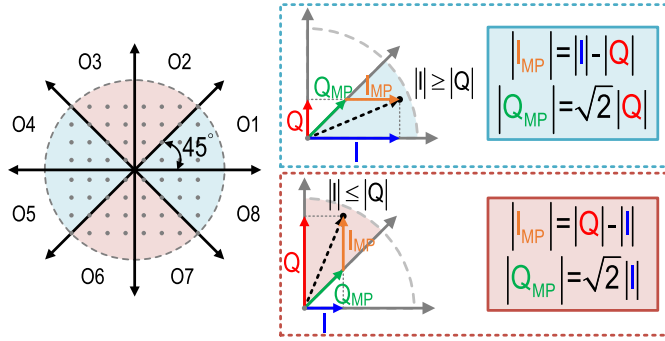 O3
O2
O4
O1
45°
O5
O8
O6
O7
Q
Q_MP
I_MP
|I|≥|Q|
I
|I_MP|=|I|-|Q|
|Q_MP|=√2|Q|
|I|≤|Q|
Q
I_MP
Q_MP
I
|I_MP|=|Q|-|I|
|Q_MP|=√2|I|